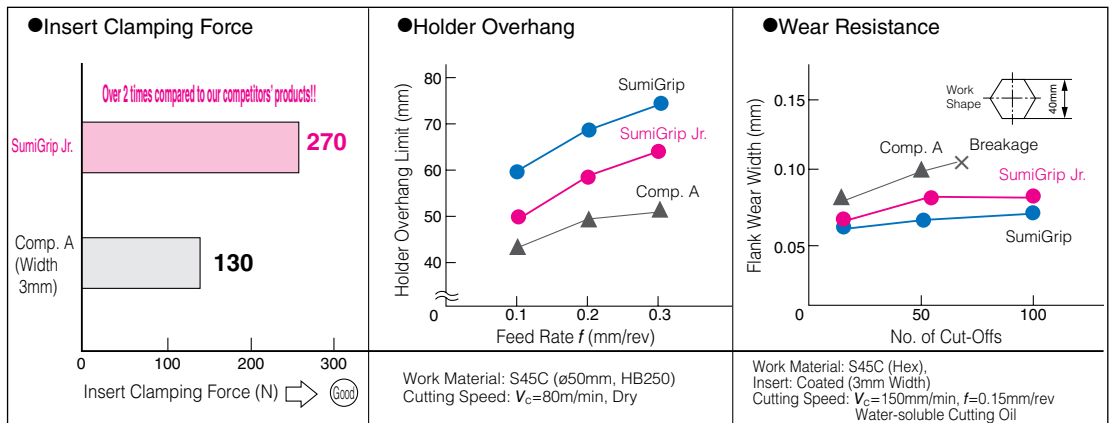 ●Insert Clamping Force
Over 2 times compared to our competitors' products!!
SumiGrip Jr.
270
Comp. A
(Width
3mm)
130
0 100 200 300
Insert Clamping Force (N) Good
●Holder Overhang
Holder Overhang Limit (mm)
80
70
60
50
40
0
SumiGrip
SumiGrip Jr.
Comp. A
0.1 0.2 0.3
Feed Rate f (mm/rev)
Work Material: S45C (ø50mm, HB250)
Cutting Speed: Vc=80m/min, Dry
●Wear Resistance
Flank Wear Width (mm)
0.15
0.10
0.05
0
Work
Shape
40mm
Comp. A
Breakage
SumiGrip Jr.
SumiGrip
50 100
No. of Cut-Offs
Work Material: S45C (Hex),
Insert: Coated (3mm Width)
Cutting Speed: Vc=150mm/min, f=0.15mm/rev
Water-soluble Cutting Oil